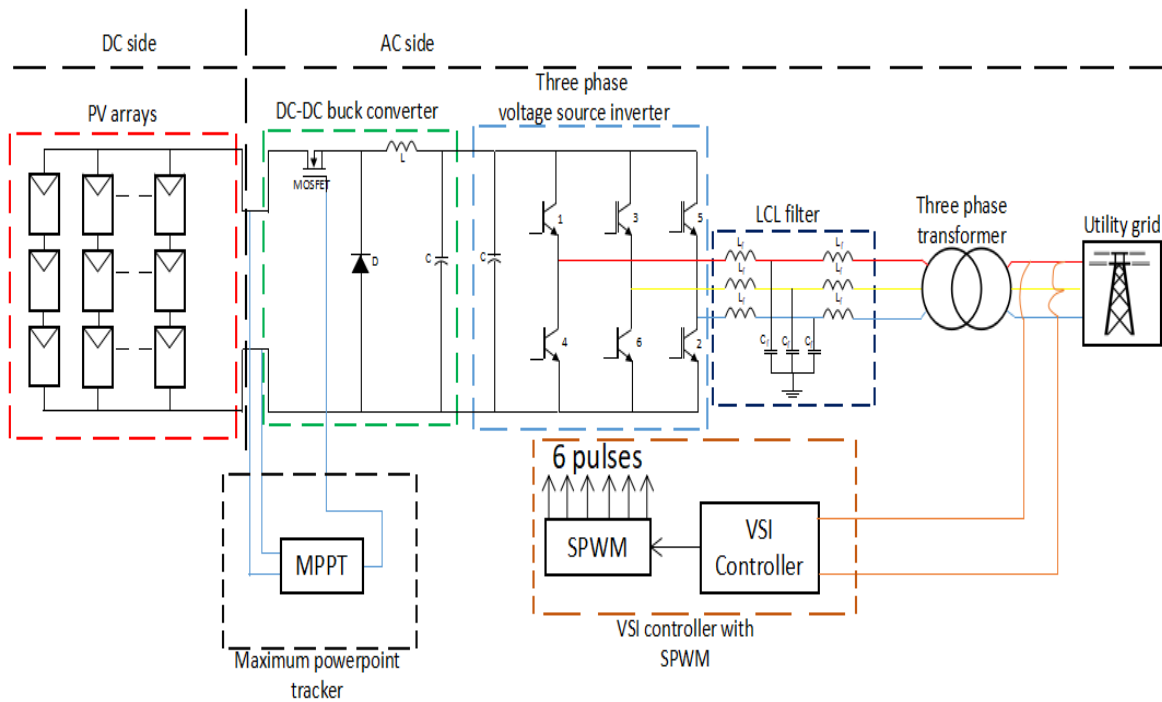 DC side
AC side
PV arrays
DC-DC buck converter
Three phase
voltage source inverter
LCL filter
Three phase
transformer
Utility grid
MOSFET
L
D
C
C
1
3
5
4
6
2
Lf
Lf
Lf
Lf
Lf
Lf
Cf
Cf
Cf
MPPT
Maximum powerpoint
tracker
6 pulses
SPWM
VSI
Controller
VSI controller with
SPWM